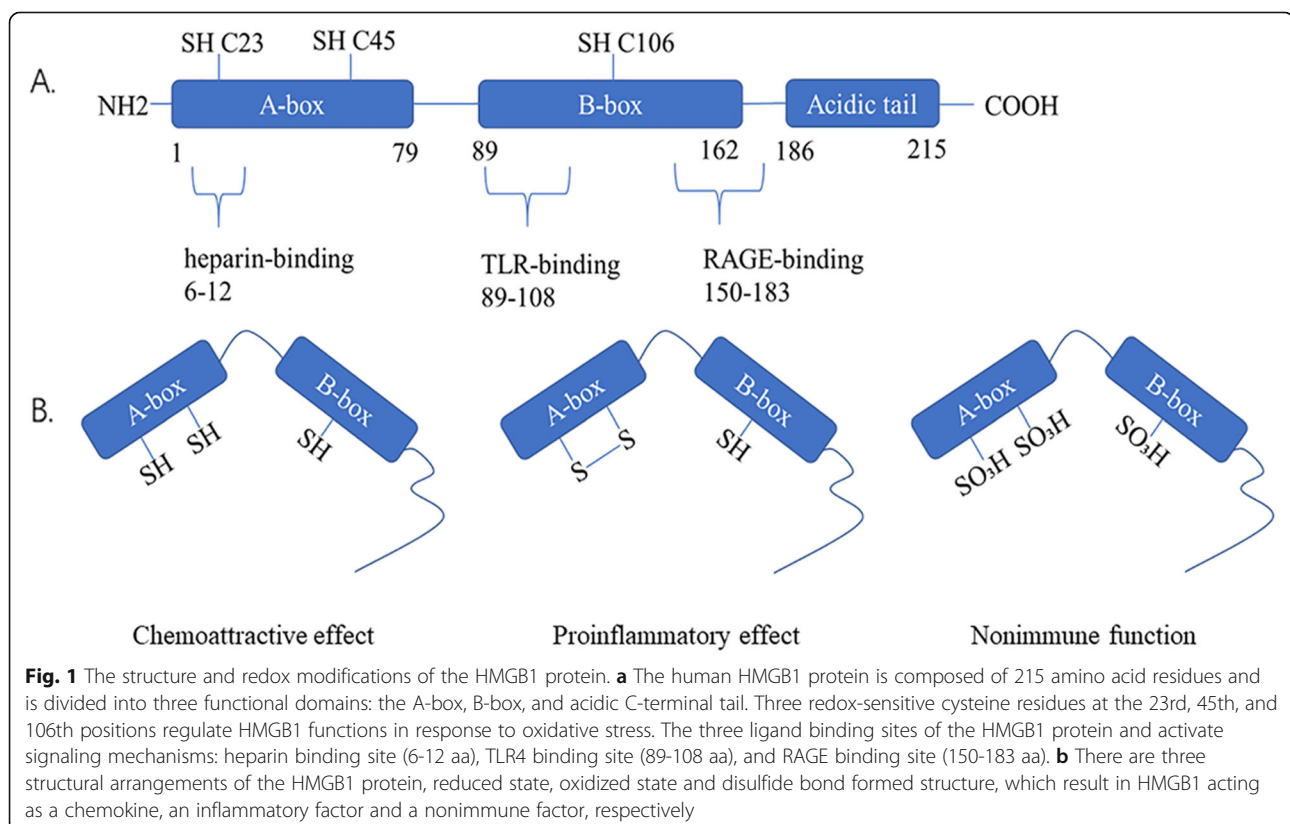 SH C23 SH C45 SH C106
A.
NH2 A-box B-box Acidic tail COOH
1 79 89 162 186 215
heparin-binding TLR-binding RAGE-binding
6-12 89-108 150-183
B.
A-box B-box A-box B-box A-box B-box
SH SH SH S S SH SO₃H SO₃H SO₃H
Chemoattractive effect Proinflammatory effect Nonimmune function
Fig. 1 The structure and redox modifications of the HMGB1 protein. a The human HMGB1 protein is composed of 215 amino acid residues and
is divided into three functional domains: the A-box, B-box, and acidic C-terminal tail. Three redox-sensitive cysteine residues at the 23rd, 45th, and
106th positions regulate HMGB1 functions in response to oxidative stress. The three ligand binding sites of the HMGB1 protein and activate
signaling mechanisms: heparin binding site (6-12 aa), TLR4 binding site (89-108 aa), and RAGE binding site (150-183 aa). b There are three
structural arrangements of the HMGB1 protein, reduced state, oxidized state and disulfide bond formed structure, which result in HMGB1 acting
as a chemokine, an inflammatory factor and a nonimmune factor, respectively